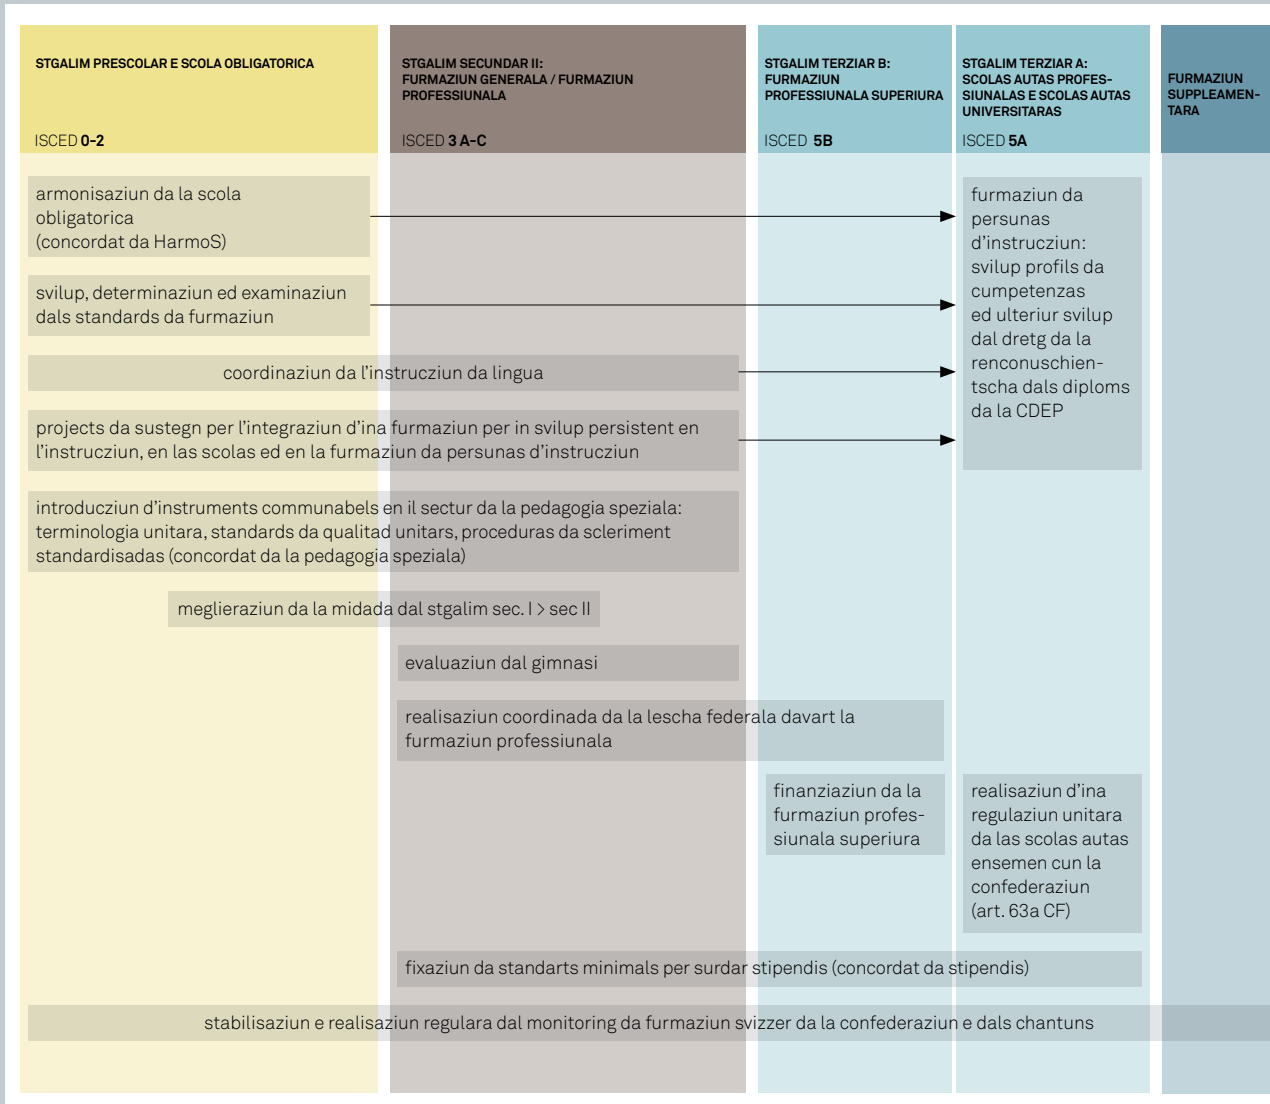 STGALIM PRESCOLAR E SCOLA OBLIGATORICA
ISCED 0-2
STGALIM SECUNDAR II:
FURMAZIUN GENERALA / FURMAZIUN
PROFESSIUNALA
ISCED 3 A-C
STGALIM TERZIAR B:
FURMAZIUN
PROFESSIUNALA SUPERIURA
ISCED 5B
STGALIM TERZIAR A:
SCOLAS AUTAS PROFES-
SIUNALAS E SCOLAS AUTAS
UNIVERSITARAS
ISCED 5A
FURMAZIUN
SUPPLEAMEN-
TARA
armonisaziun da la scola
obligatorica
(concordat da HarmoS)
furmaziun da
persunas
d'instrucziun:
svilup profils da
cumpetenzas
ed ulteriur svilup
dal dretg da la
renconuschien-
tscha dals diploms
da la CDEP
svilup, determinaziun ed examinaziun
dals standards da furmaziun
coordinaziun da l'instrucziun da lingua
projects da sustegn per l'integraziun d'ina furmaziun per in svilup persistent en
l'instrucziun, en las scolas ed en la furmaziun da persunas d'instrucziun
introducziun d'instruments communabels en il sectur da la pedagogia speziala:
terminologia unitara, standards da qualitad unitars, proceduras da scleriment
standardisadas (concordat da la pedagogia speziala)
meglieraziun da la midada dal stgalim sec. I > sec II
evaluaziun dal gimnasi
realisaziun coordinada da la lescha federala davart la
furmaziun professiunala
finanziaziun da la
furmaziun profes-
siunala superiura
realisaziun d'ina
regulaziun unitara
da las scolas autas
ensemen cun la
confederaziun
(art. 63a CF)
fixaziun da standarts minimals per surdar stipendis (concordat da stipendis)
stabilisaziun e realisaziun regulara dal monitoring da furmaziun svizzer da la confederaziun e dals chantuns